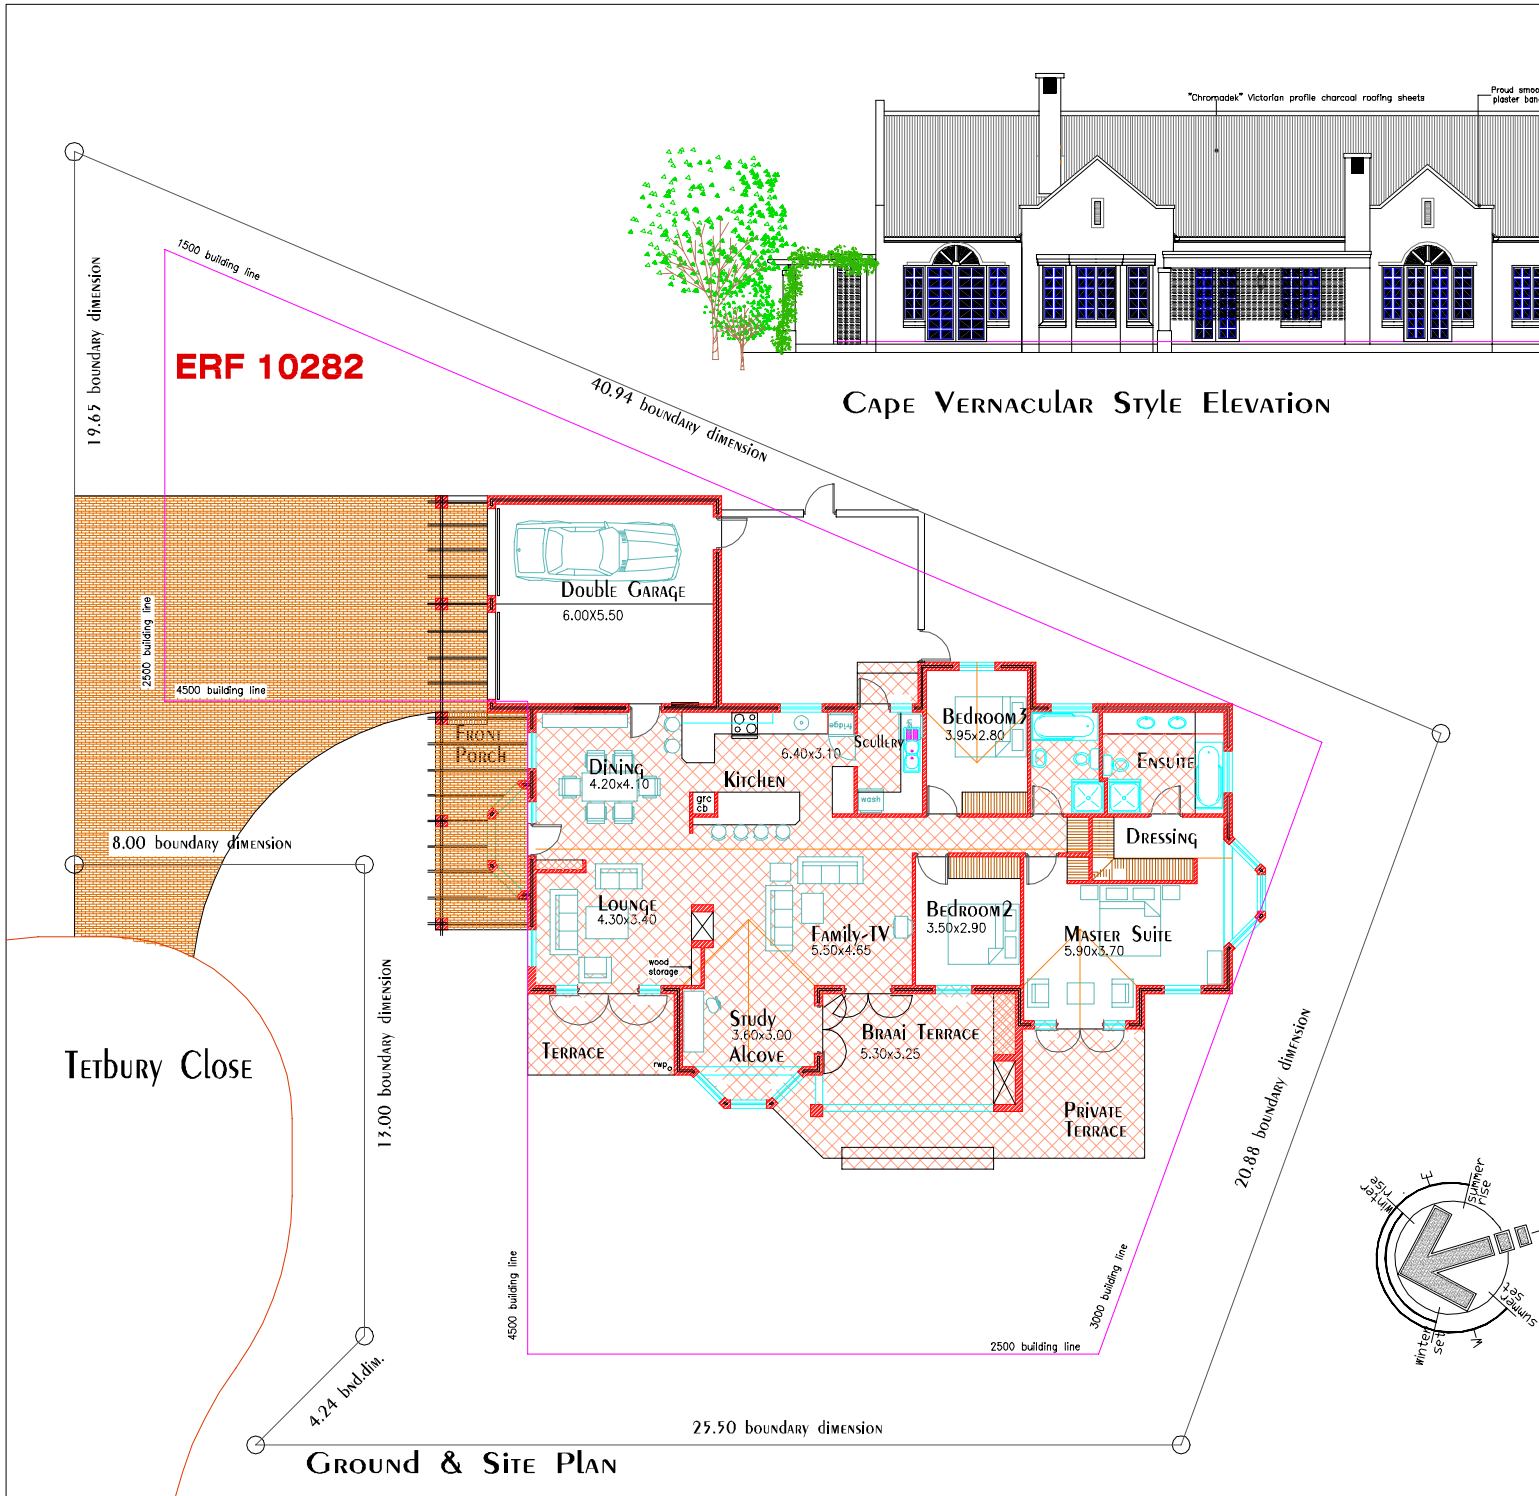 "Chromadek" Victorian profile charcoal roofing sheets
Proud smoo
plaster ban
Cape Vernacular Style Elevation
1500 building line
19.65 boundary dimension
ERF 10282
40.94 boundary dimension
2500 building line
4500 building line
Double Garage
6.00X5.50
Front
Porch
Dining
4.20x4.10
Kitchen
6.40x3.10
grc
cb
fridge
Scullery
wash
Bedroom3
3.95x2.80
Ensuite
Dressing
8.00 boundary dimension
Lounge
4.30x3.40
wood
storage
Family-TV
5.50x4.65
Bedroom2
3.50x2.90
Master Suite
5.90x3.70
Study
3.60x3.00
Alcove
Braai Terrace
5.30x3.25
Terrace
rwp
Private
Terrace
Tetbury Close
13.00 boundary dimension
20.88 boundary dimension
4500 building line
3000 building line
2500 building line
4.24 bnd.dim.
25.50 boundary dimension
Ground & Site Plan
E
summer
rise
winter
rise
summer
set
winter
set
W